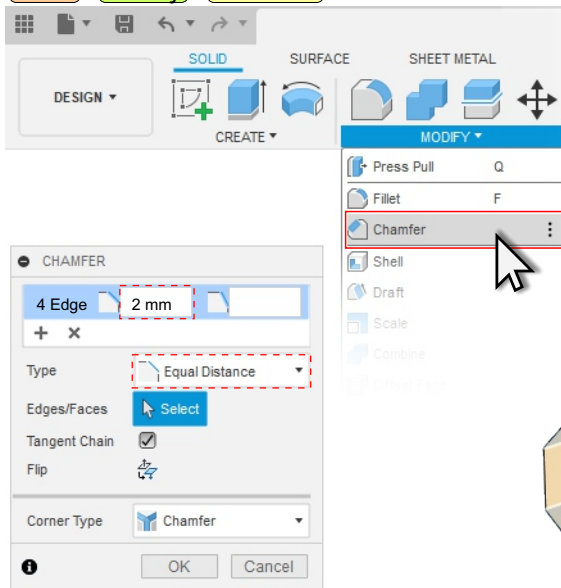 SOLID SURFACE SHEET METAL
DESIGN
CREATE MODIFY
Press Pull Q
Fillet F
Chamfer
Shell
Draft
Scale
Combine
CHAMFER
4 Edge 2 mm
Type Equal Distance
Edges/Faces Select
Tangent Chain
Flip
Corner Type Chamfer
OK Cancel